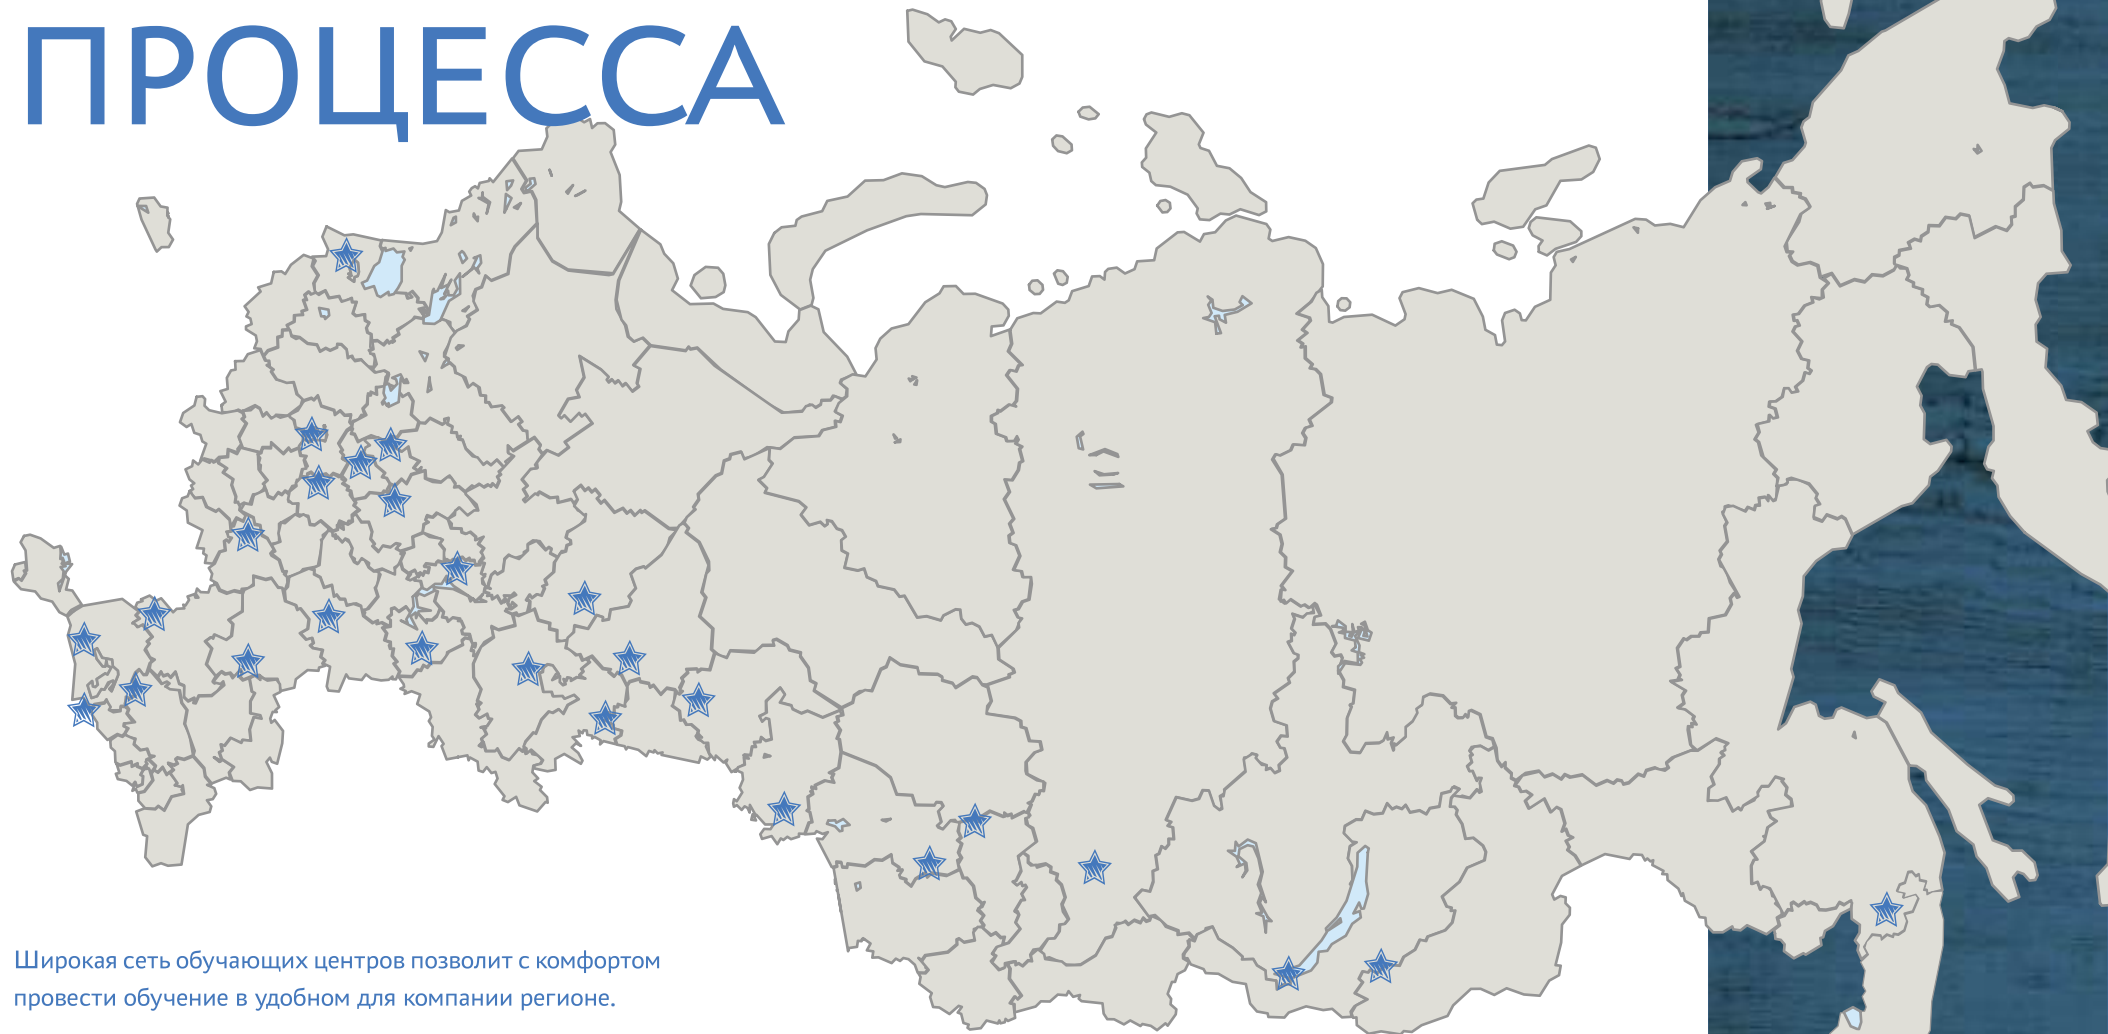 ПРОЦЕССА
Широкая сеть обучающих центров позволит с комфортом
провести обучение в удобном для компании регионе.